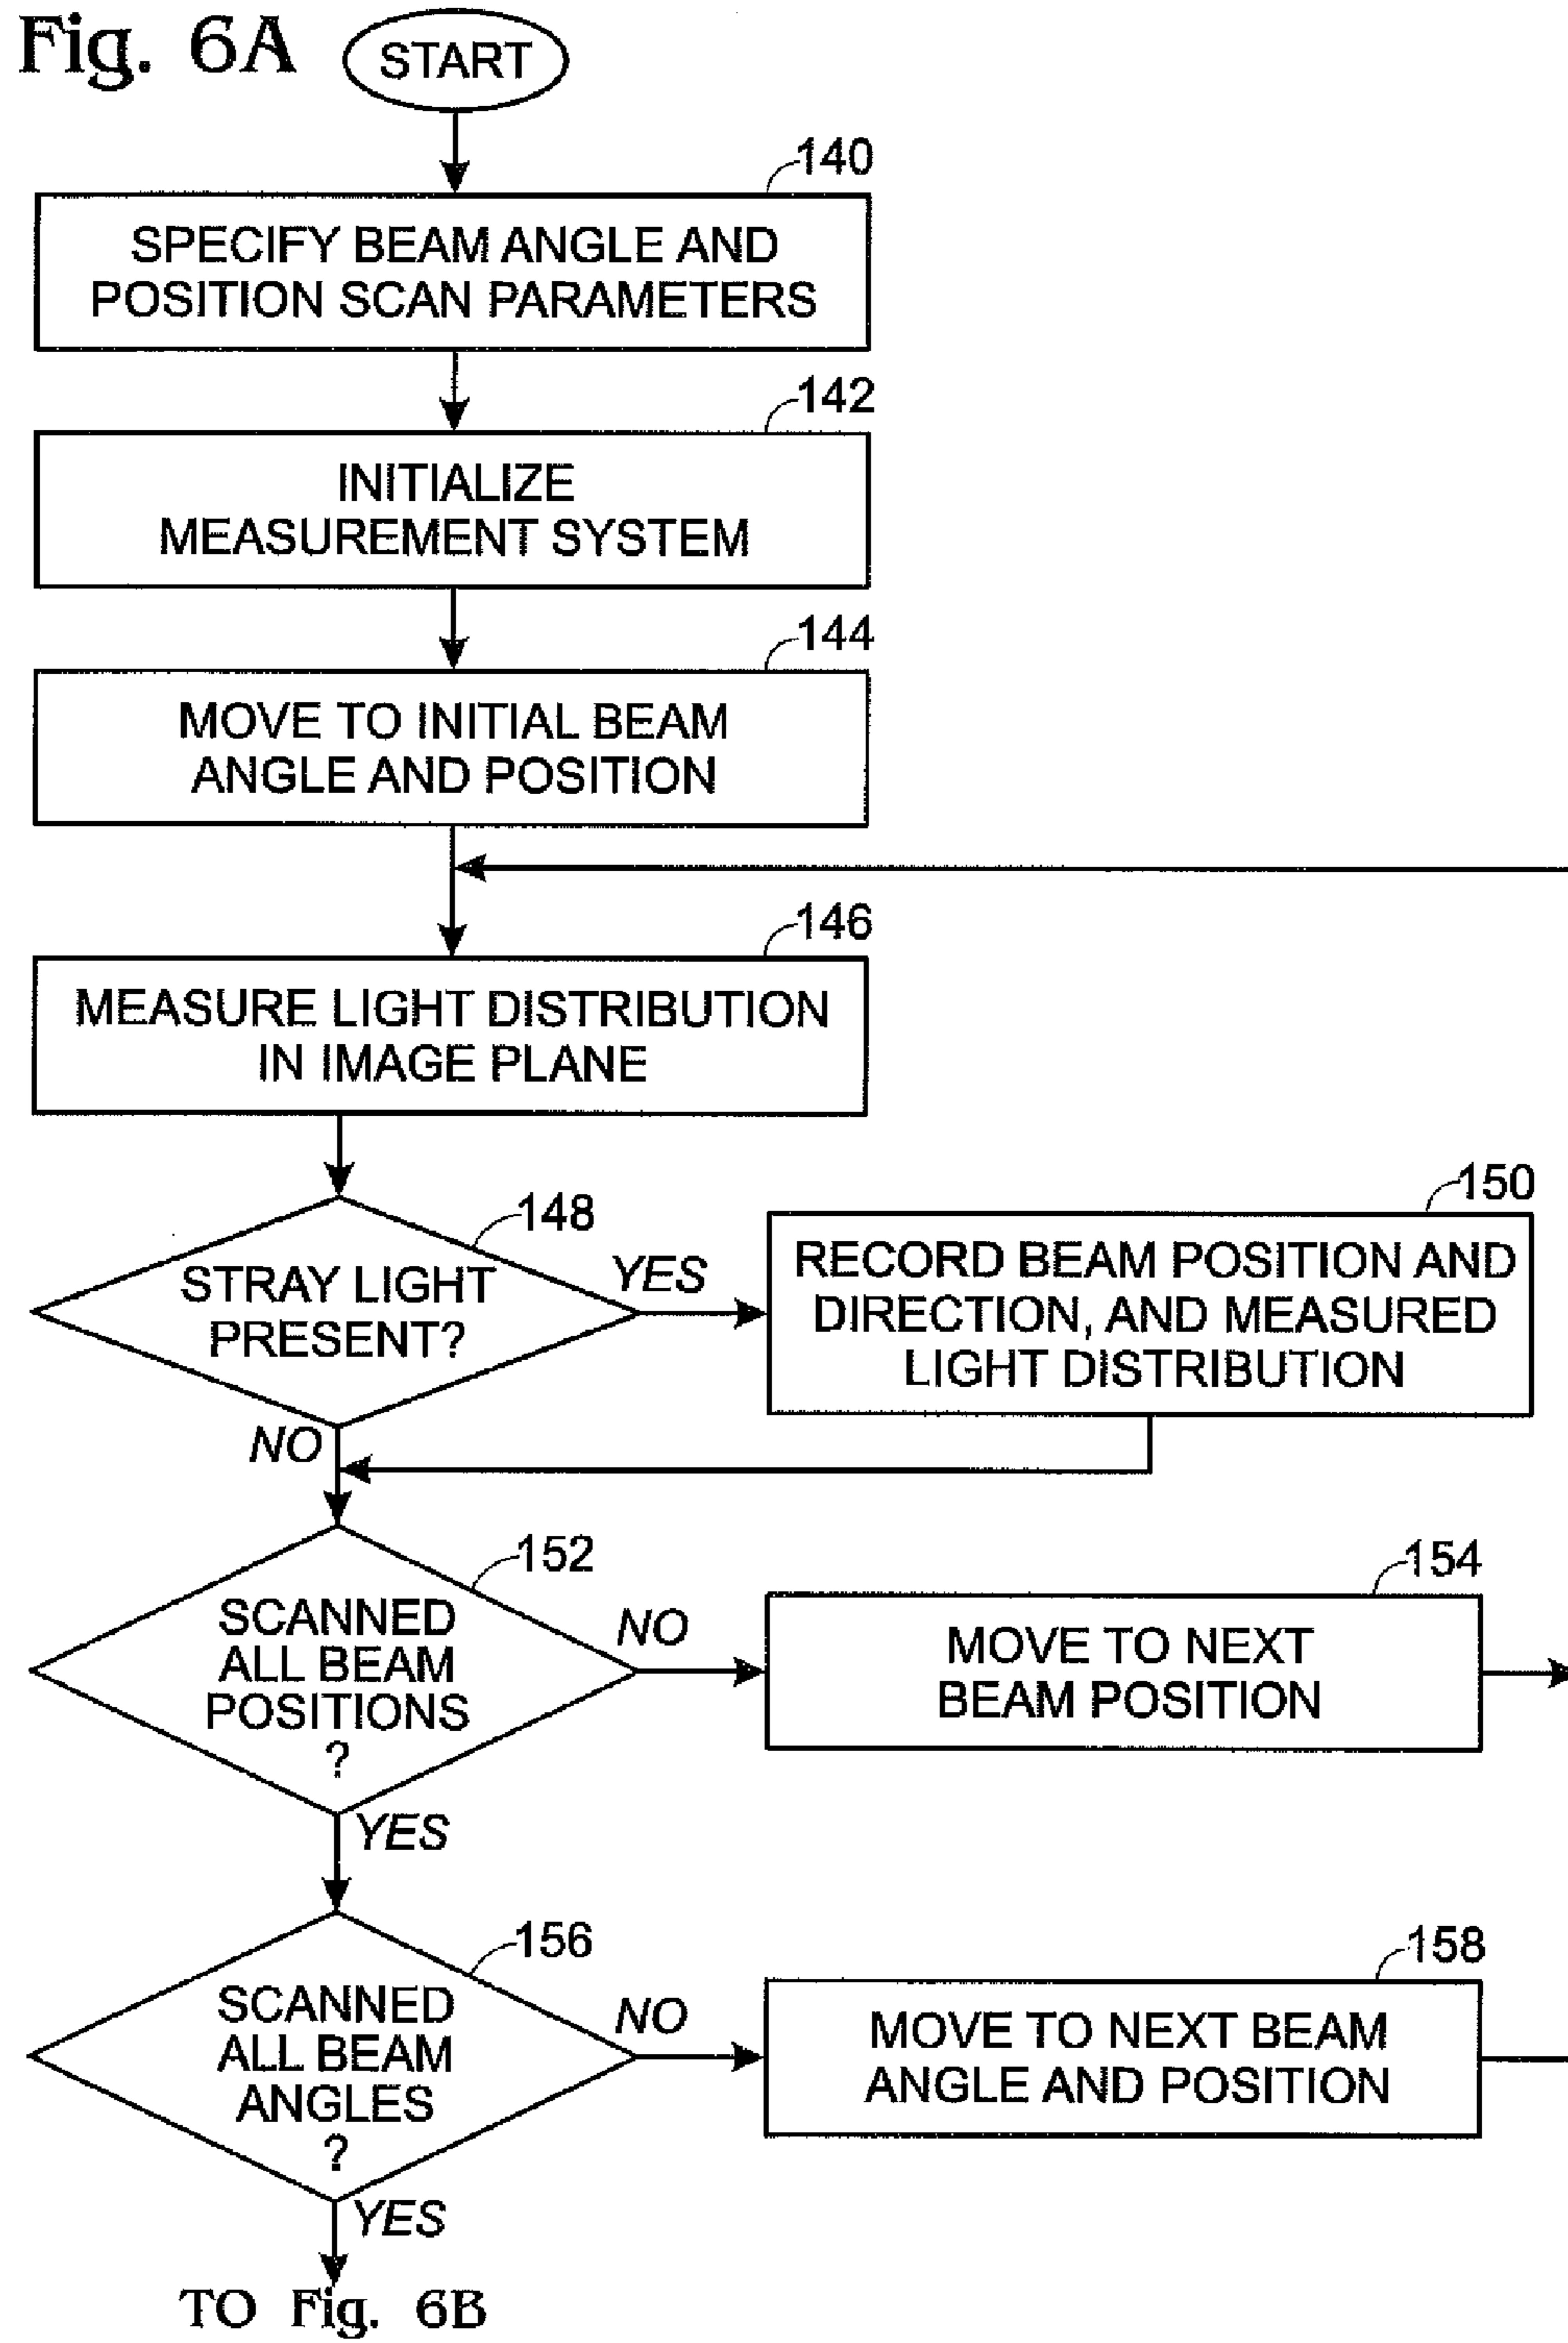 Fig. 6A
START
140
SPECIFY BEAM ANGLE AND
POSITION SCAN PARAMETERS
142
INITIALIZE
MEASUREMENT SYSTEM
144
MOVE TO INITIAL BEAM
ANGLE AND POSITION
146
MEASURE LIGHT DISTRIBUTION
IN IMAGE PLANE
148
STRAY LIGHT
PRESENT?
YES
150
RECORD BEAM POSITION AND
DIRECTION, AND MEASURED
LIGHT DISTRIBUTION
NO
152
SCANNED
ALL BEAM
POSITIONS
?
NO
154
MOVE TO NEXT
BEAM POSITION
YES
156
SCANNED
ALL BEAM
ANGLES
?
NO
158
MOVE TO NEXT BEAM
ANGLE AND POSITION
YES
TO Fig. 6B